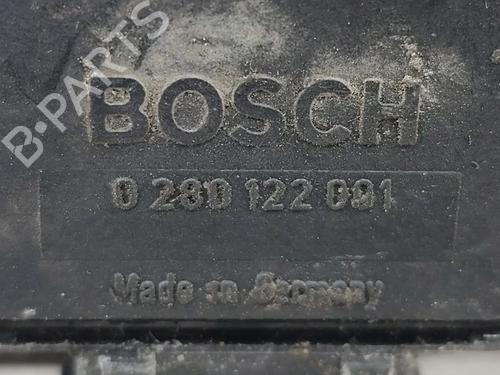 B-PARTS
BOSCH
0 280 122 001
Made in Germany